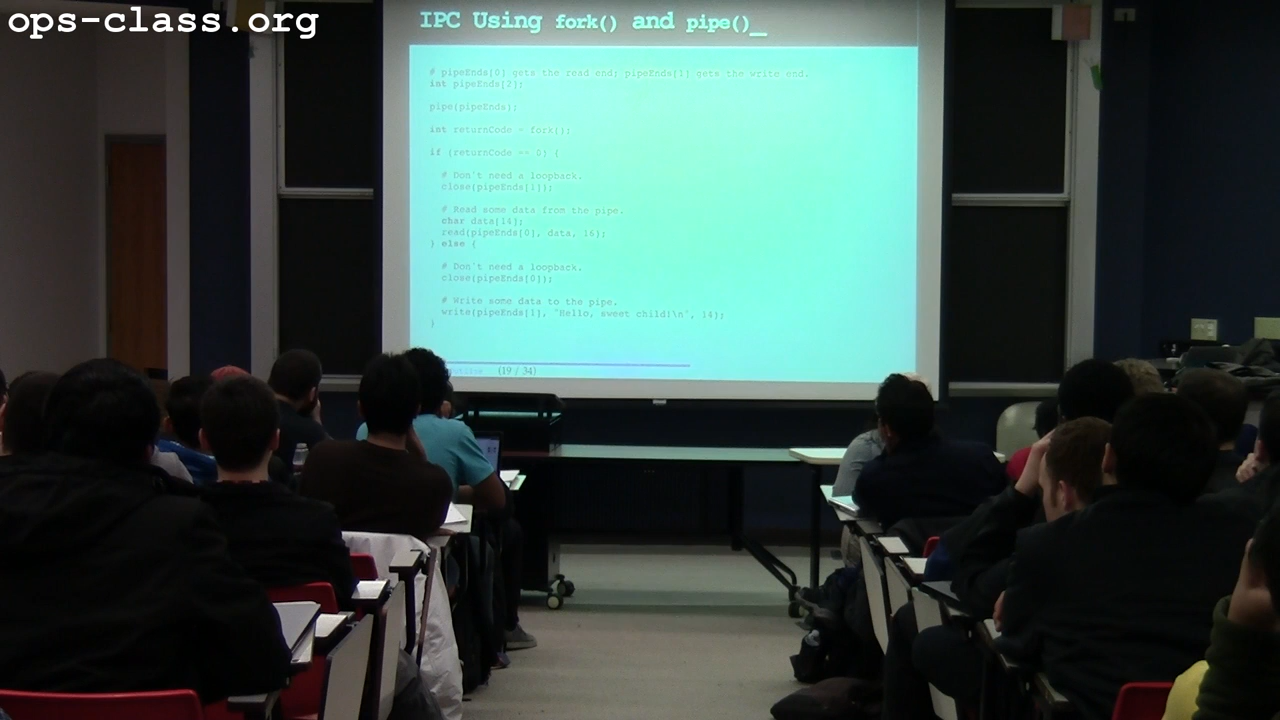 ops-class.org
IPC Using fork() and pipe()_
# pipeEnds[0] gets the read end; pipeEnds[1] gets the write end.
int pipeEnds[2];
pipe(pipeEnds);
int returnCode = fork();
if (returnCode == 0) {
# Don't need a loopback.
close(pipeEnds[1]);
# Read some data from the pipe.
char data[14];
read(pipeEnds[0], data, 16);
} else {
# Don't need a loopback.
close(pipeEnds[0]);
# Write some data to the pipe.
write(pipeEnds[1], "Hello, sweet child!\n", 14);
}
(19 / 34)